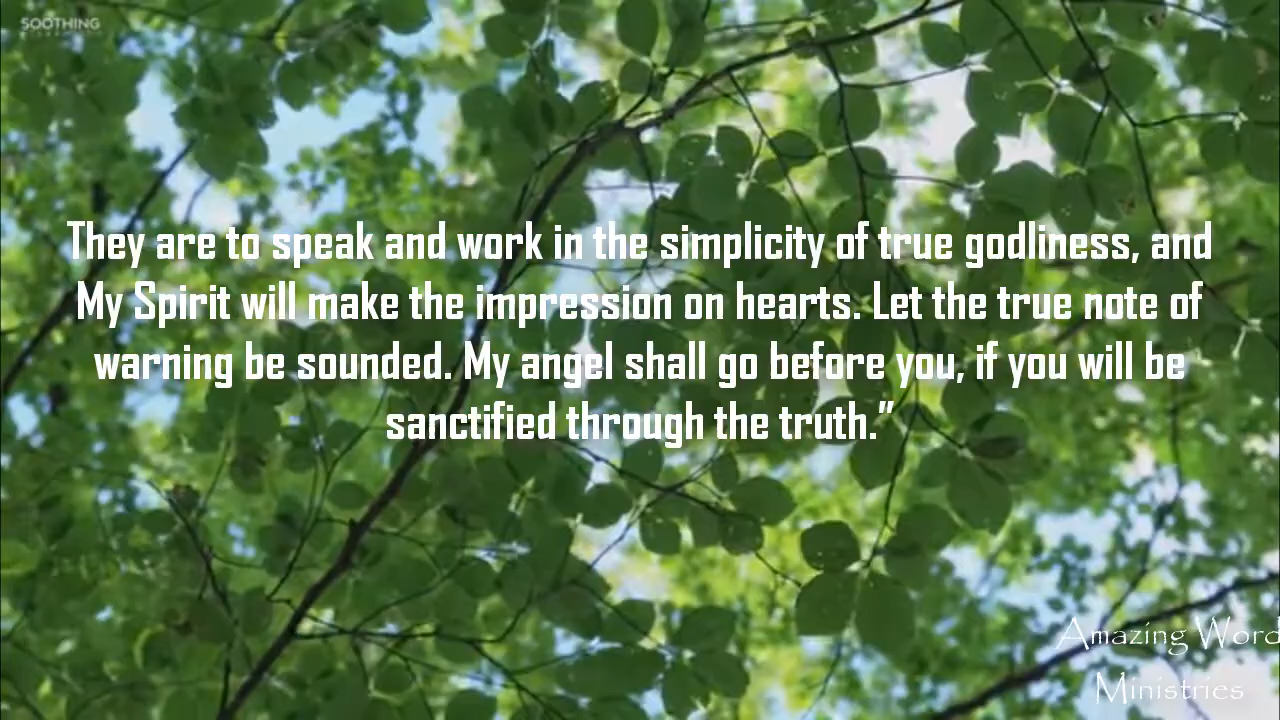 SOOTHING
They are to speak and work in the simplicity of true godliness, and
My Spirit will make the impression on hearts. Let the true note of
warning be sounded. My angel shall go before you, if you will be
sanctified through the truth.”
Amazing Word
Ministries